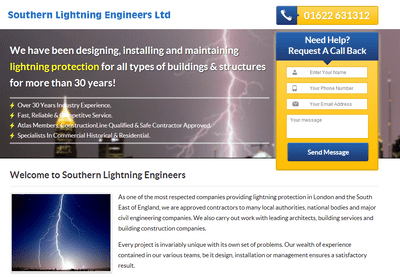 Southern Lightning Engineers Ltd
01622 631312
We have been designing, installing and maintaining
lightning protection for all types of buildings & structures
for more than 30 years!
Over 30 Years Industry Experience.
Fast, Reliable & Competitive Service.
Atlas Members, ConstructionLine Qualified & Safe Contractor Approved.
Specialists In Commercial Historical & Residential.
Need Help?
Request A Call Back
Enter Your Name
Your Phone Number
Your Email Address
Your message
Send Message
Welcome to Southern Lightning Engineers
As one of the most respected companies providing lightning protection in London and the South
East of England, we are approved contractors to many local authorities, national bodies and major
civil engineering companies. We also carry out work with leading architects, building services and
building construction companies.
Every project is invariably unique with its own set of problems. Our wealth of experience
contained in our various teams, be it design, installation or management ensures a satisfactory
result.